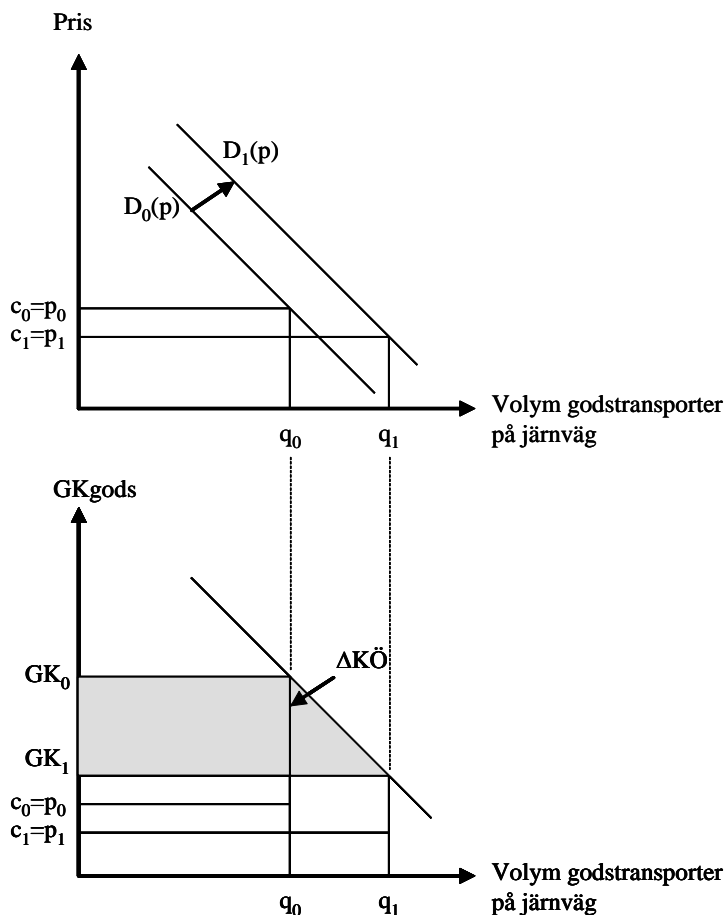 Pris
D₁(p)
D₀(p)
c₀=p₀
c₁=p₁
Volym godstransporter
på järnväg
q₀ q₁
GKgods
ΔKÖ
GK₀
GK₁
c₀=p₀
c₁=p₁
Volym godstransporter
på järnväg
q₀ q₁